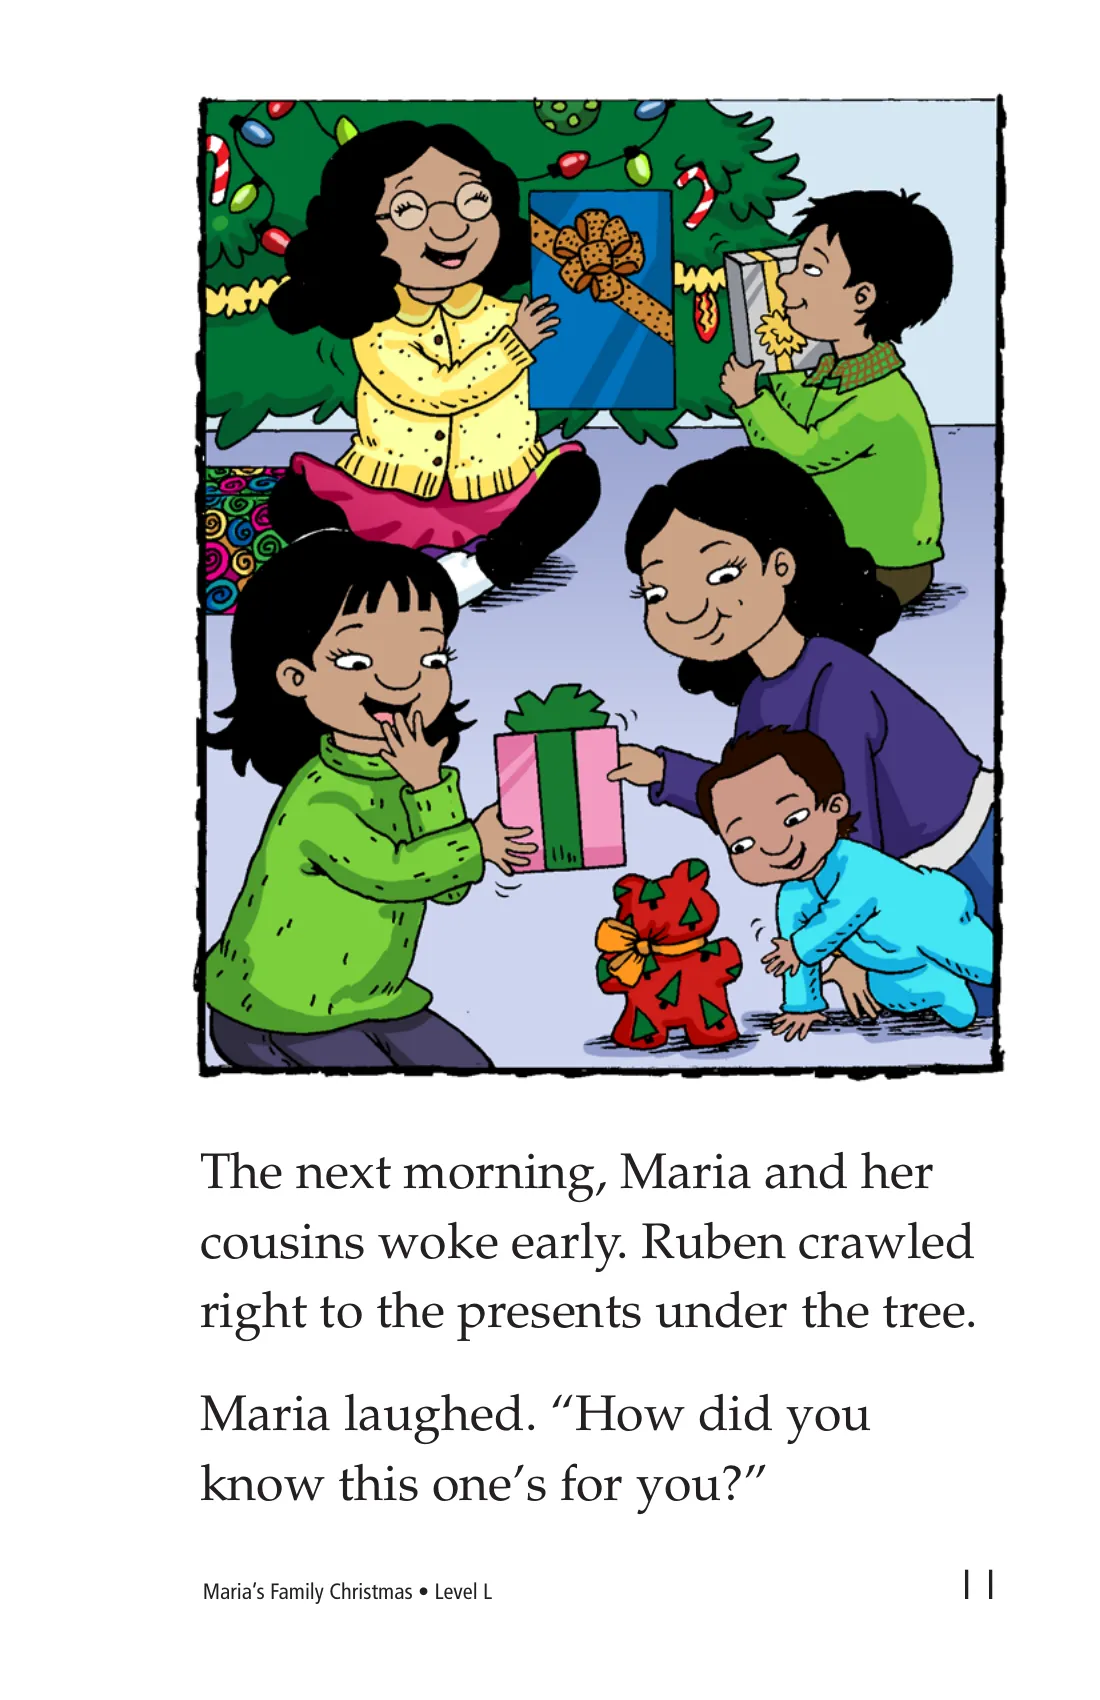 The next morning, Maria and her
cousins woke early. Ruben crawled
right to the presents under the tree.
Maria laughed. “How did you
know this one’s for you?”
Maria’s Family Christmas • Level L
11